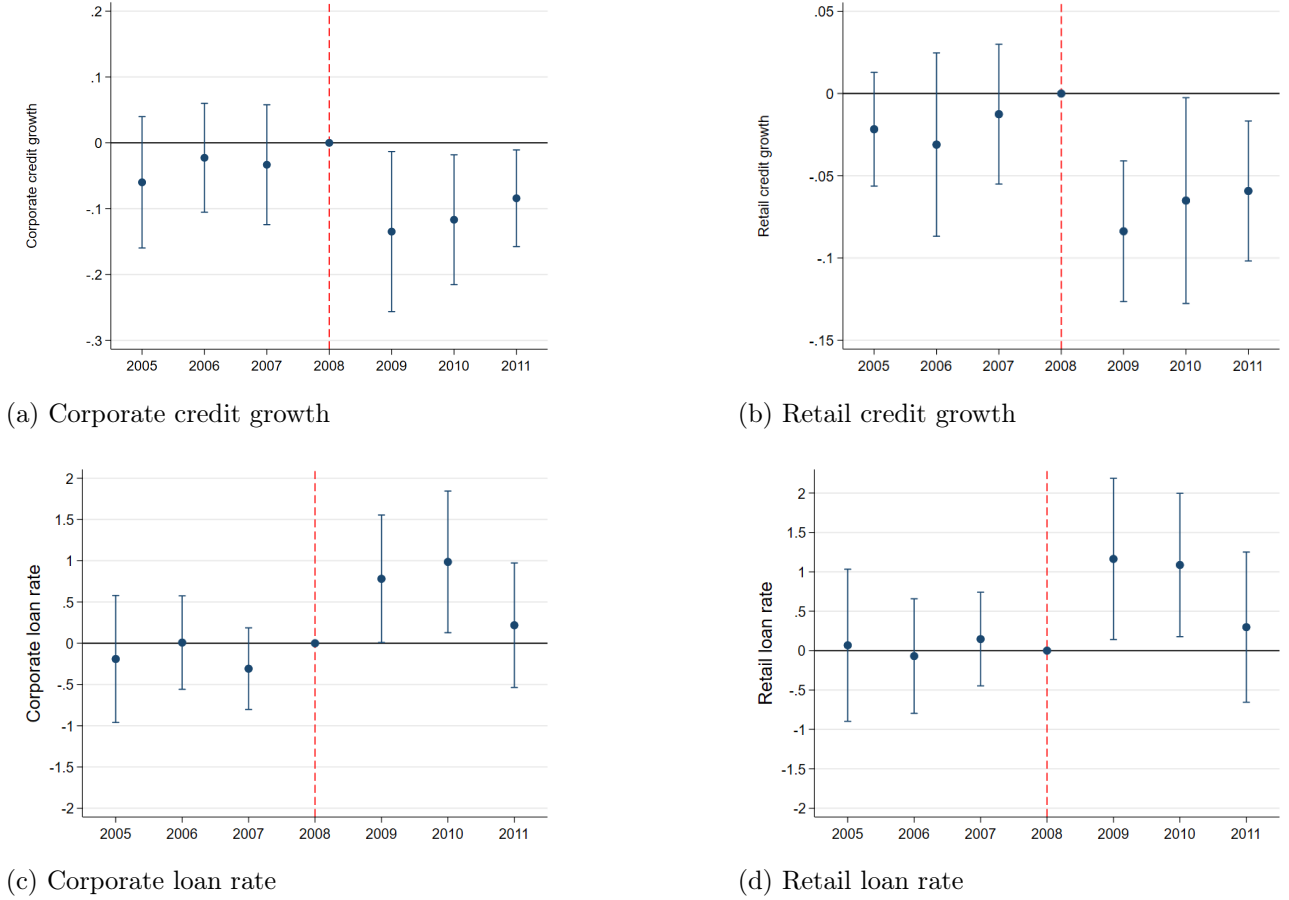 .2
.1
0
-.1
-.2
-.3
Corporate credit growth
2005 2006 2007 2008 2009 2010 2011
(a) Corporate credit growth
.05
0
-.05
-.1
-.15
Retail credit growth
2005 2006 2007 2008 2009 2010 2011
(b) Retail credit growth
2
1.5
1
.5
0
-.5
-1
-1.5
-2
Corporate loan rate
2005 2006 2007 2008 2009 2010 2011
(c) Corporate loan rate
2
1.5
1
.5
0
-.5
-1
-1.5
-2
Retail loan rate
2005 2006 2007 2008 2009 2010 2011
(d) Retail loan rate